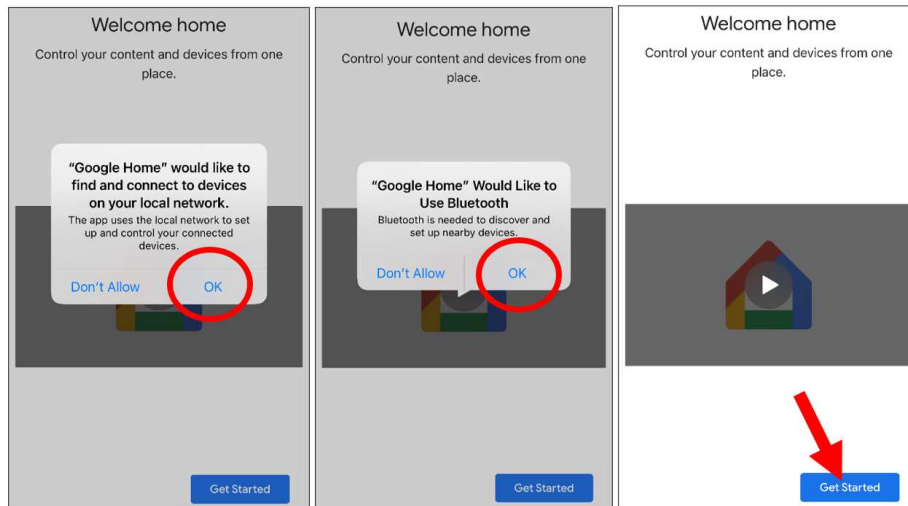 Welcome home
Control your content and devices from one
place.
“Google Home” would like to
find and connect to devices
on your local network.
The app uses the local network to set
up and control your connected
devices.
Don’t Allow OK
Get Started
Welcome home
Control your content and devices from one
place.
“Google Home” Would Like to
Use Bluetooth
Bluetooth is needed to discover and
set up nearby devices.
Don’t Allow OK
Get Started
Welcome home
Control your content and devices from one
place.
Get Started